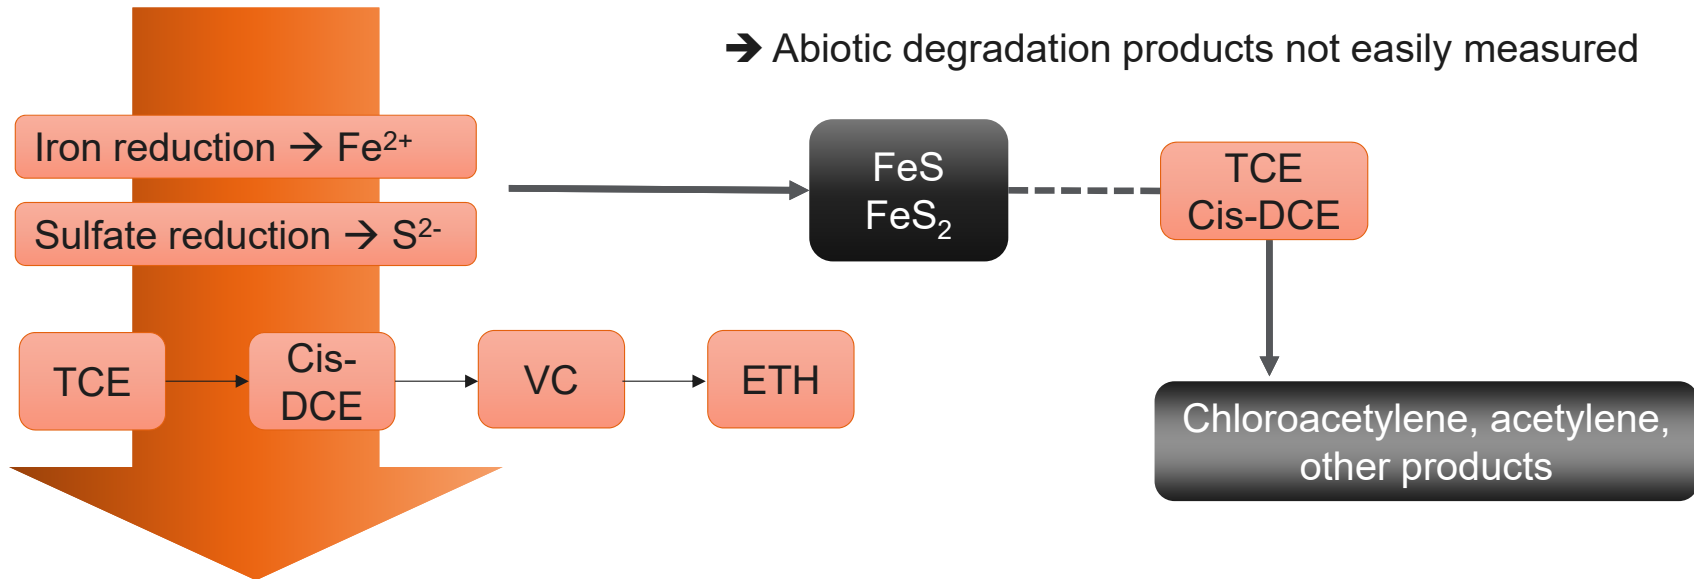 ➔ Abiotic degradation products not easily measured
Iron reduction → Fe²⁺
Sulfate reduction → S²⁻
FeS
FeS₂
TCE
Cis-DCE
TCE
Cis-
DCE
VC
ETH
Chloroacetylene, acetylene,
other products